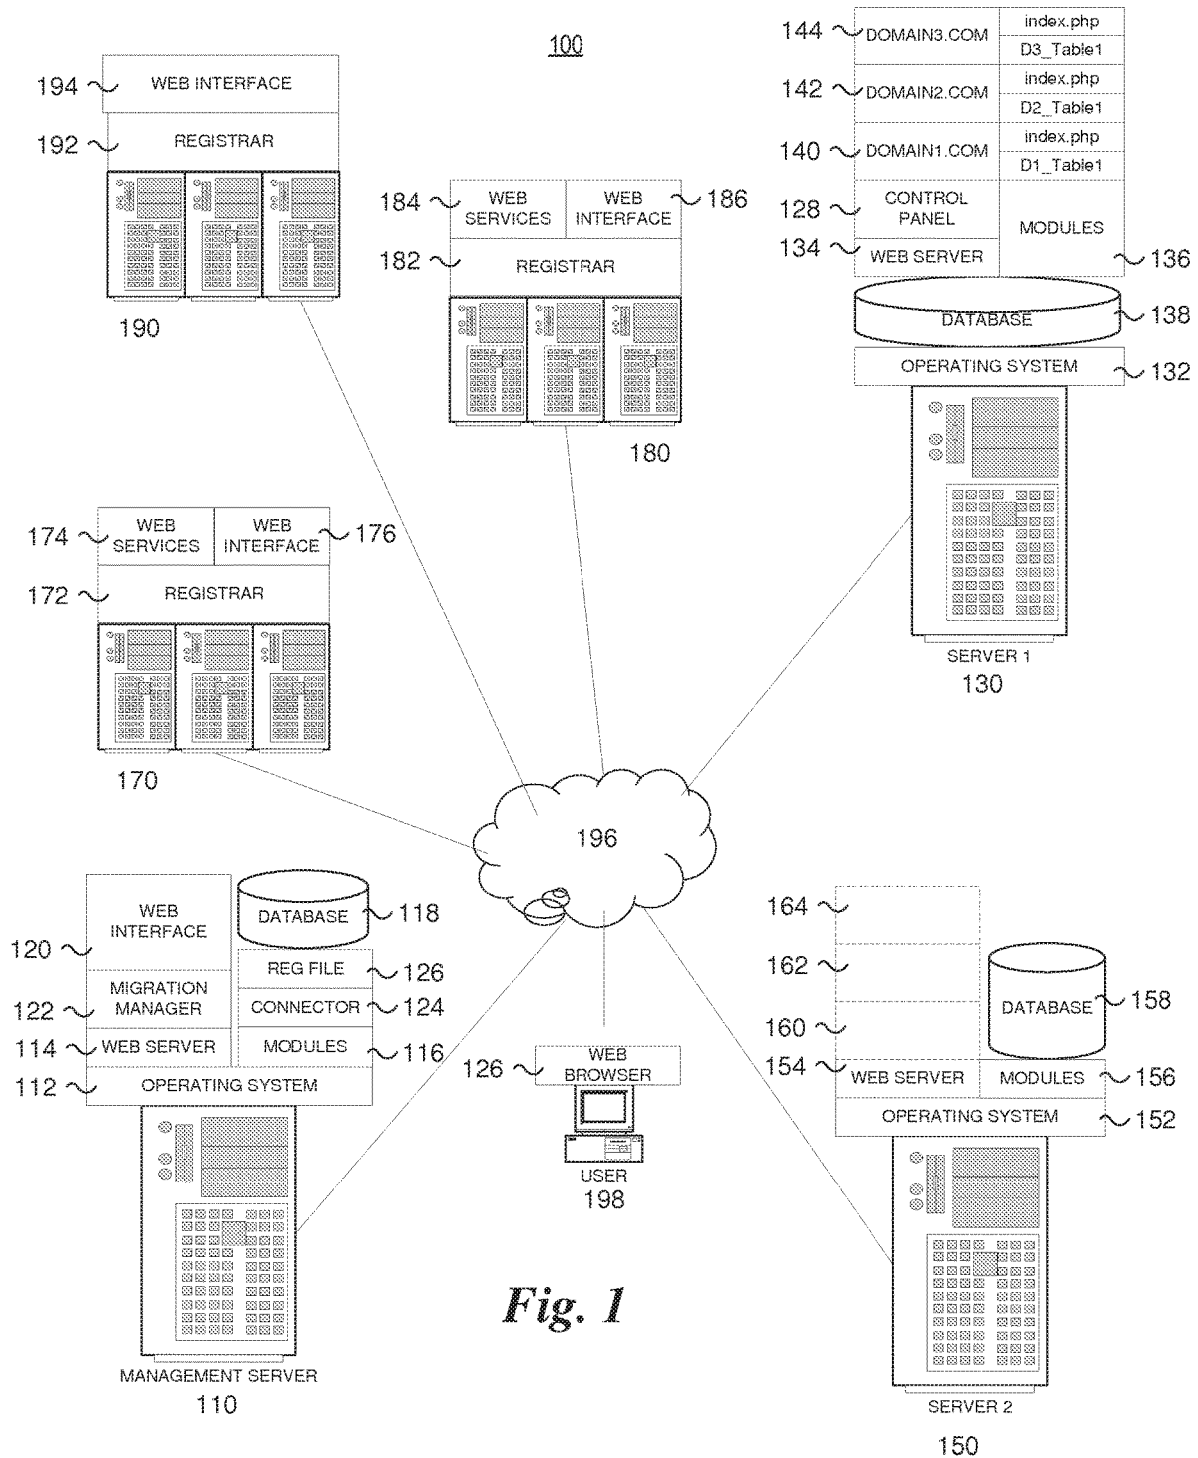 100
194
WEB INTERFACE
192
REGISTRAR
190
184
WEB
SERVICES
WEB
INTERFACE
186
182
REGISTRAR
180
144
DOMAIN3.COM
index.php
D3_Table1
142
DOMAIN2.COM
index.php
D2_Table1
140
DOMAIN1.COM
index.php
D1_Table1
128
CONTROL
PANEL
MODULES
134
WEB SERVER
136
DATABASE
138
OPERATING SYSTEM
132
SERVER 1
130
174
WEB
SERVICES
WEB
INTERFACE
176
172
REGISTRAR
170
196
120
WEB
INTERFACE
DATABASE
118
REG FILE
126
122
MIGRATION
MANAGER
CONNECTOR
124
114
WEB SERVER
MODULES
116
112
OPERATING SYSTEM
MANAGEMENT SERVER
110
126
WEB
BROWSER
USER
198
164
162
160
DATABASE
158
154
WEB SERVER
MODULES
156
OPERATING SYSTEM
152
SERVER 2
150
Fig. 1